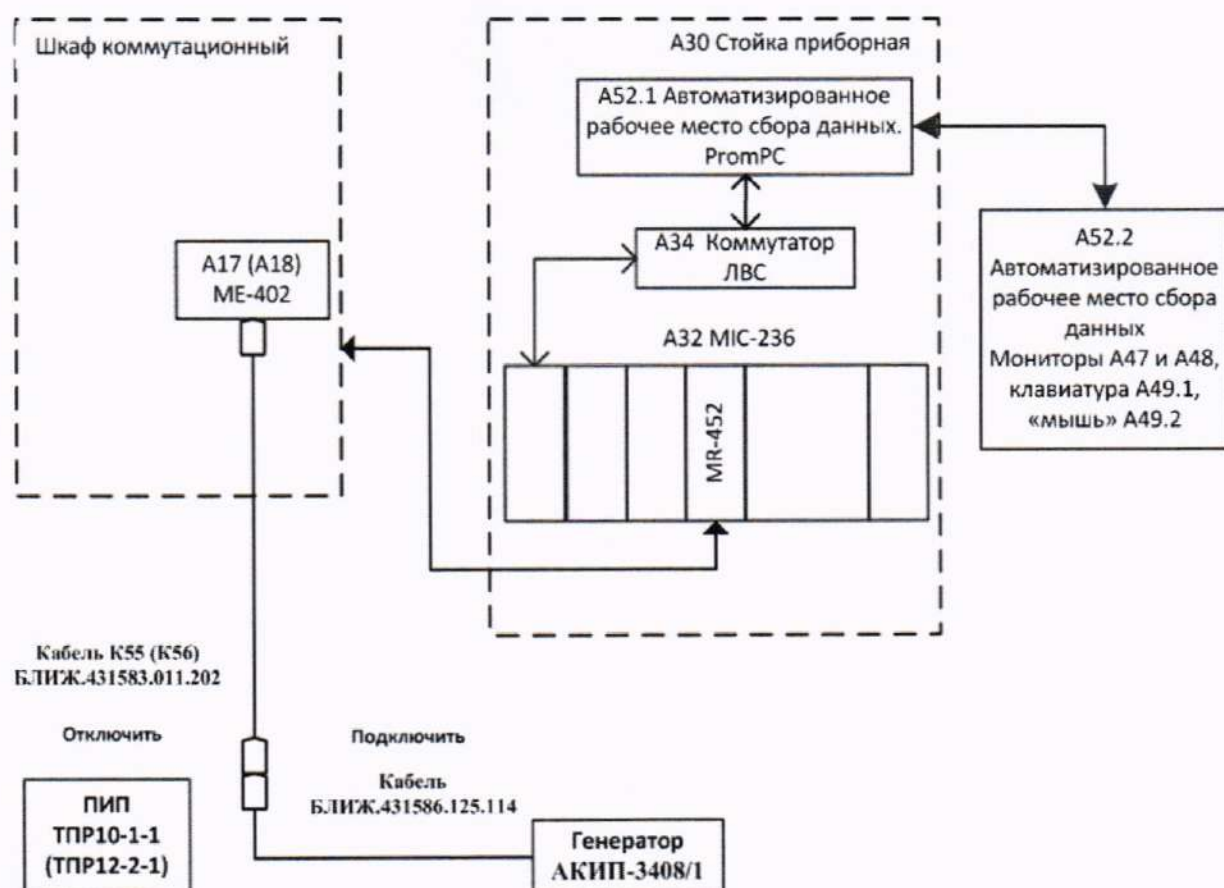 Шкаф коммутационный
А30 Стойка приборная
А52.1 Автоматизированное
рабочее место сбора данных.
PromPC
А34 Коммутатор
ЛВС
А17 (А18)
МЕ-402
А52.2
Автоматизированное
рабочее место сбора
данных
Мониторы А47 и А48,
клавиатура А49.1,
«мышь» А49.2
А32 MIC-236
MR-452
Кабель К55 (К56)
БЛИЖ.431583.011.202
Отключить
Подключить
Кабель
БЛИЖ.431586.125.114
ПИП
ТПР10-1-1
(ТПР12-2-1)
Генератор
АКИП-3408/1